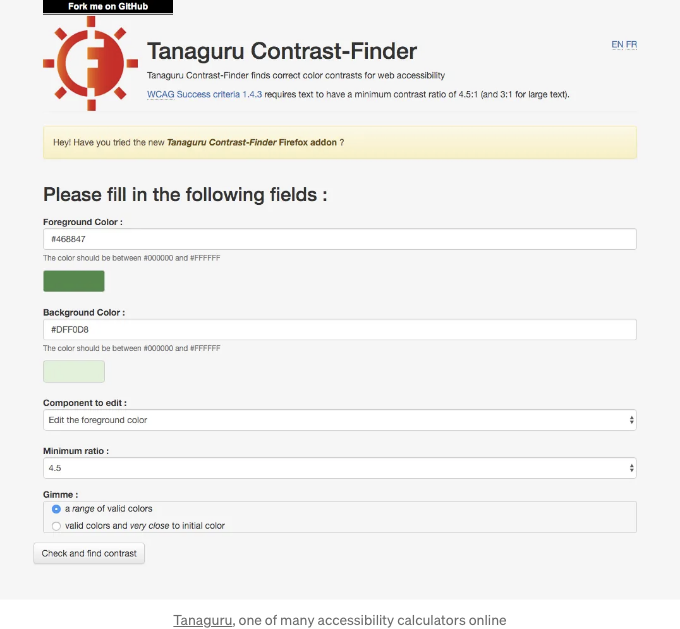 Fork me on GitHub
Tanaguru Contrast-Finder
EN FR
Tanaguru Contrast-Finder finds correct color contrasts for web accessibility
WCAG Success criteria 1.4.3 requires text to have a minimum contrast ratio of 4.5:1 (and 3:1 for large text).
Hey! Have you tried the new Tanaguru Contrast-Finder Firefox addon ?
Please fill in the following fields :
Foreground Color :
#468847
The color should be between #000000 and #FFFFFF
Background Color :
#DFF0D8
The color should be between #000000 and #FFFFFF
Component to edit :
Edit the foreground color
Minimum ratio :
4.5
Gimme :
a range of valid colors
valid colors and very close to initial color
Check and find contrast
Tanaguru, one of many accessibility calculators online